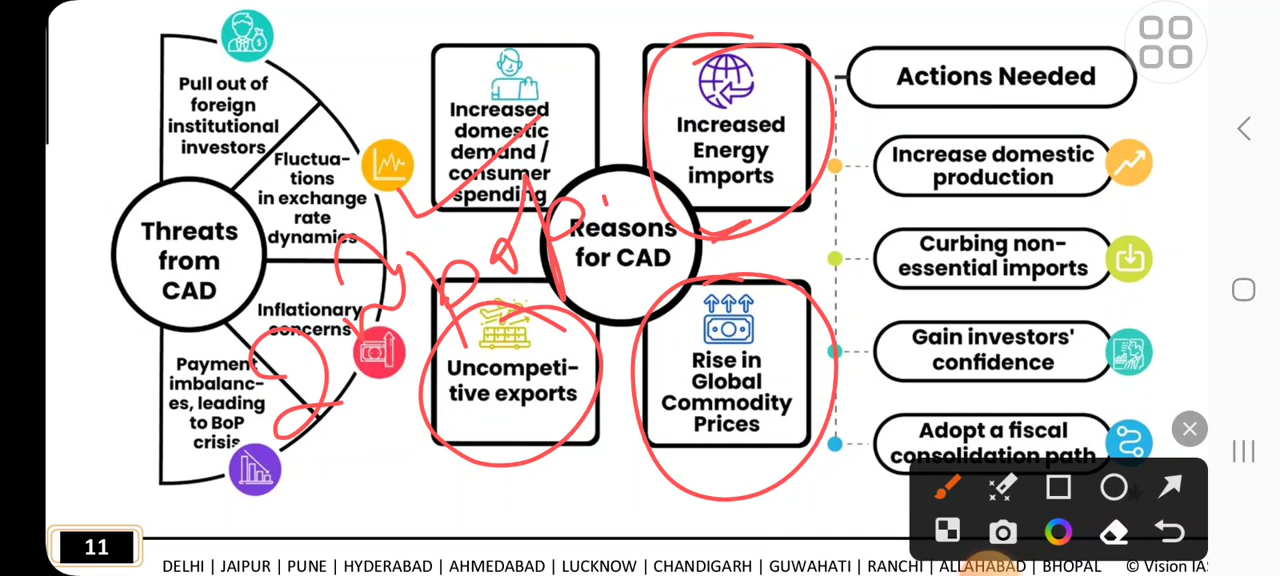 Pull out of
foreign
institutional
investors
Fluctua-
tions
in exchange
rate
dynamics
Threats
from
CAD
Inflationary
concerns
Payment
imbalanc-
es, leading
to BoP
crisis
Increased
domestic
demand /
consumer
spending
Increased
Energy
imports
Reasons
for CAD
Uncompeti-
tive exports
Rise in
Global
Commodity
Prices
Actions Needed
Increase domestic
production
Curbing non-
essential imports
Gain investors'
confidence
Adopt a fiscal
consolidation path
11
DELHI | JAIPUR | PUNE | HYDERABAD | AHMEDABAD | LUCKNOW | CHANDIGARH | GUWAHATI | RANCHI | ALLAHABAD | BHOPAL © Vision IAS